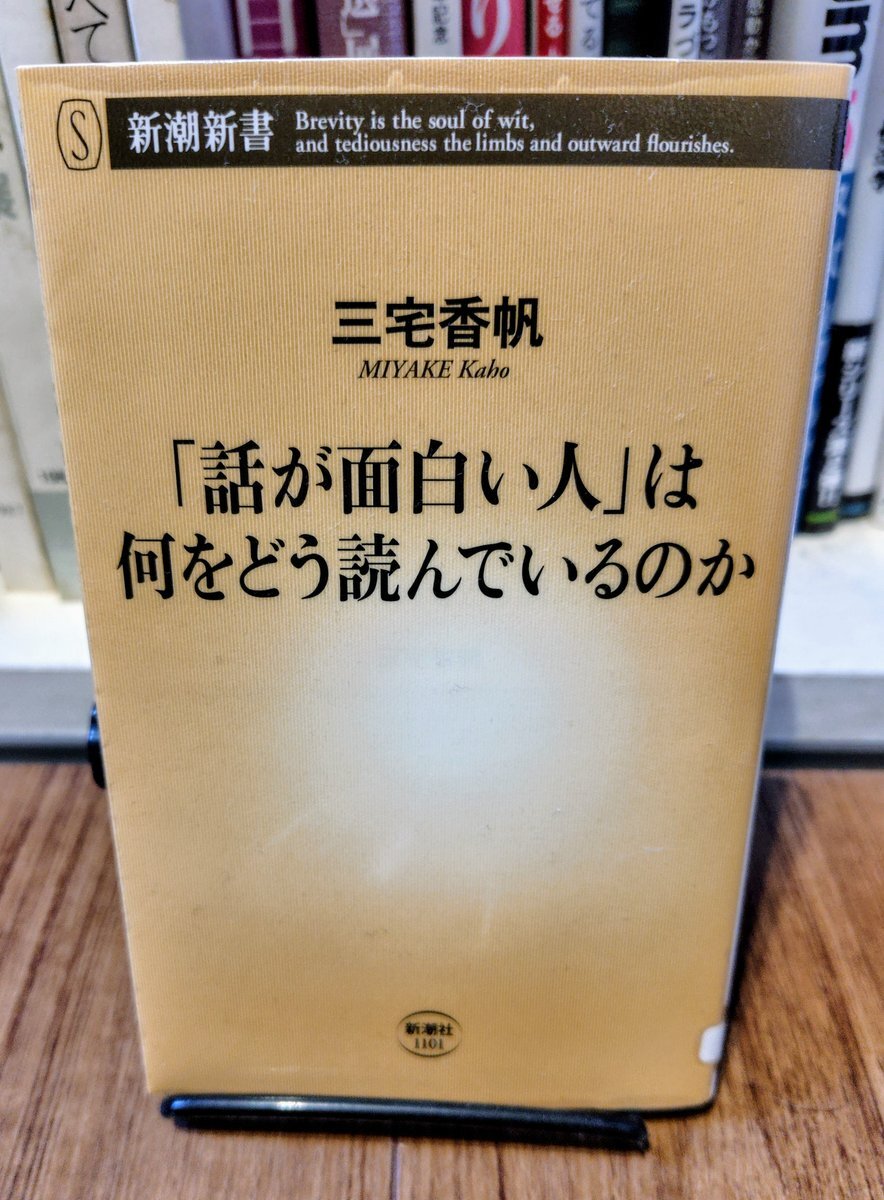 S
新潮新書
Brevity is the soul of wit,
and tediousness the limbs and outward flourishes.
三宅香帆
MIYAKE Kaho
「話が面白い人」は
何をどう読んでいるのか
新潮社
1101